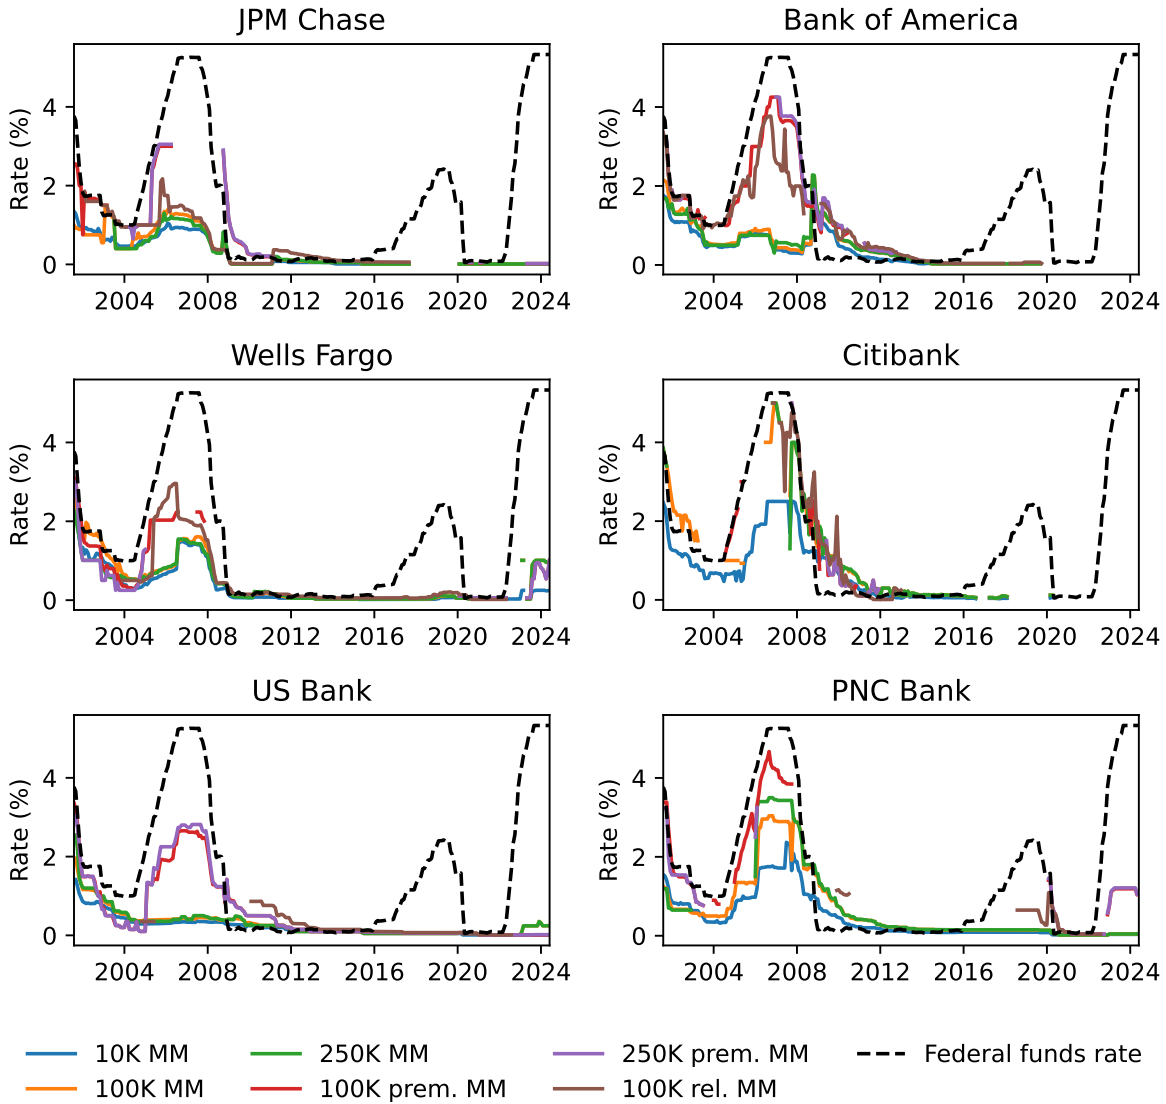 JPM Chase
Bank of America
Rate (%)
4
2
0
2004 2008 2012 2016 2020 2024
Rate (%)
4
2
0
2004 2008 2012 2016 2020 2024
Wells Fargo
Citibank
Rate (%)
4
2
0
2004 2008 2012 2016 2020 2024
Rate (%)
4
2
0
2004 2008 2012 2016 2020 2024
US Bank
PNC Bank
Rate (%)
4
2
0
2004 2008 2012 2016 2020 2024
Rate (%)
4
2
0
2004 2008 2012 2016 2020 2024
10K MM
250K MM
250K prem. MM
Federal funds rate
100K MM
100K prem. MM
100K rel. MM